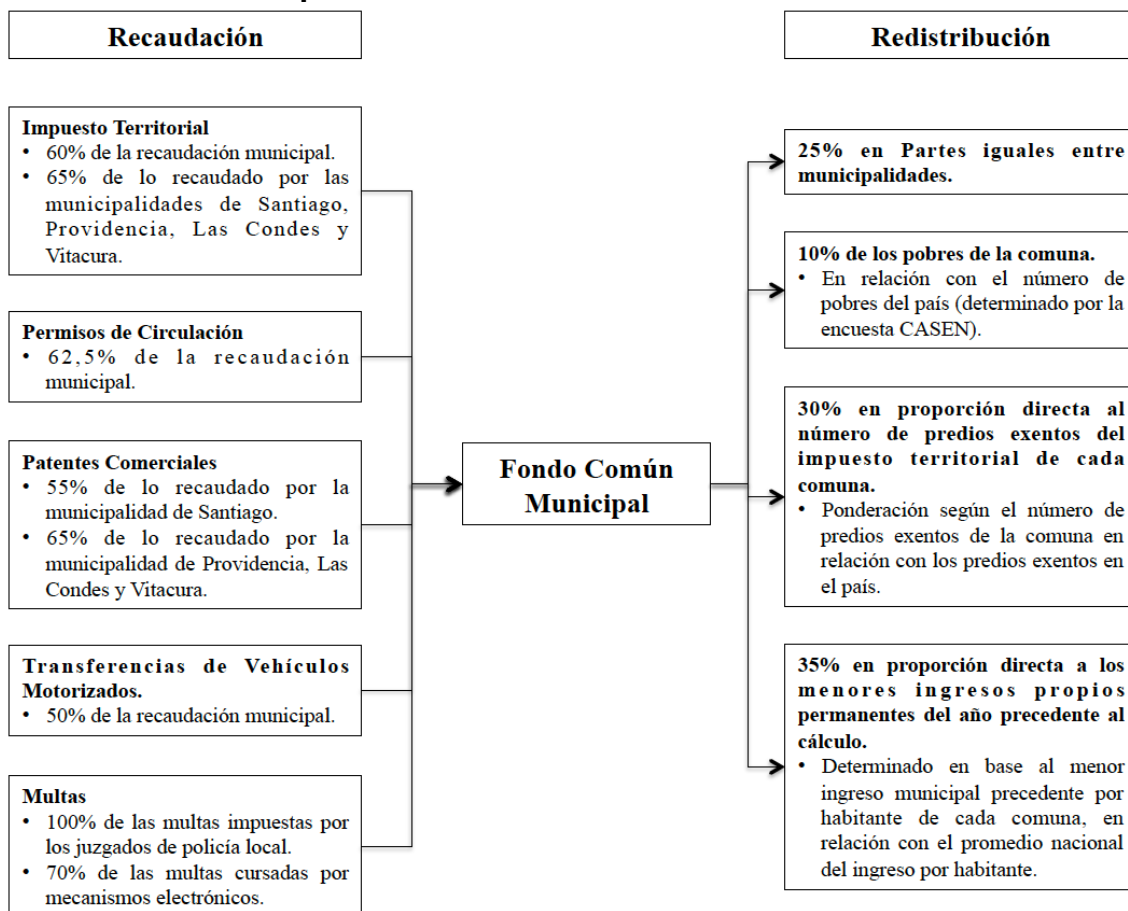 Recaudación
Impuesto Territorial
• 60% de la recaudación municipal.
• 65% de lo recaudado por las
municipalidades de Santiago,
Providencia, Las Condes y
Vitacura.
Permisos de Circulación
• 62,5% de la recaudación
municipal.
Patentes Comerciales
• 55% de lo recaudado por la
municipalidad de Santiago.
• 65% de lo recaudado por la
municipalidad de Providencia, Las
Condes y Vitacura.
Transferencias de Vehículos
Motorizados.
• 50% de la recaudación municipal.
Multas
• 100% de las multas impuestas por
los juzgados de policía local.
• 70% de las multas cursadas por
mecanismos electrónicos.
Fondo Común
Municipal
Redistribución
25% en Partes iguales entre
municipalidades.
10% de los pobres de la comuna.
• En relación con el número de
pobres del país (determinado por la
encuesta CASEN).
30% en proporción directa al
número de predios exentos del
impuesto territorial de cada
comuna.
• Ponderación según el número de
predios exentos de la comuna en
relación con los predios exentos en
el país.
35% en proporción directa a los
menores ingresos propios
permanentes del año precedente al
cálculo.
• Determinado en base al menor
ingreso municipal precedente por
habitante de cada comuna, en
relación con el promedio nacional
del ingreso por habitante.